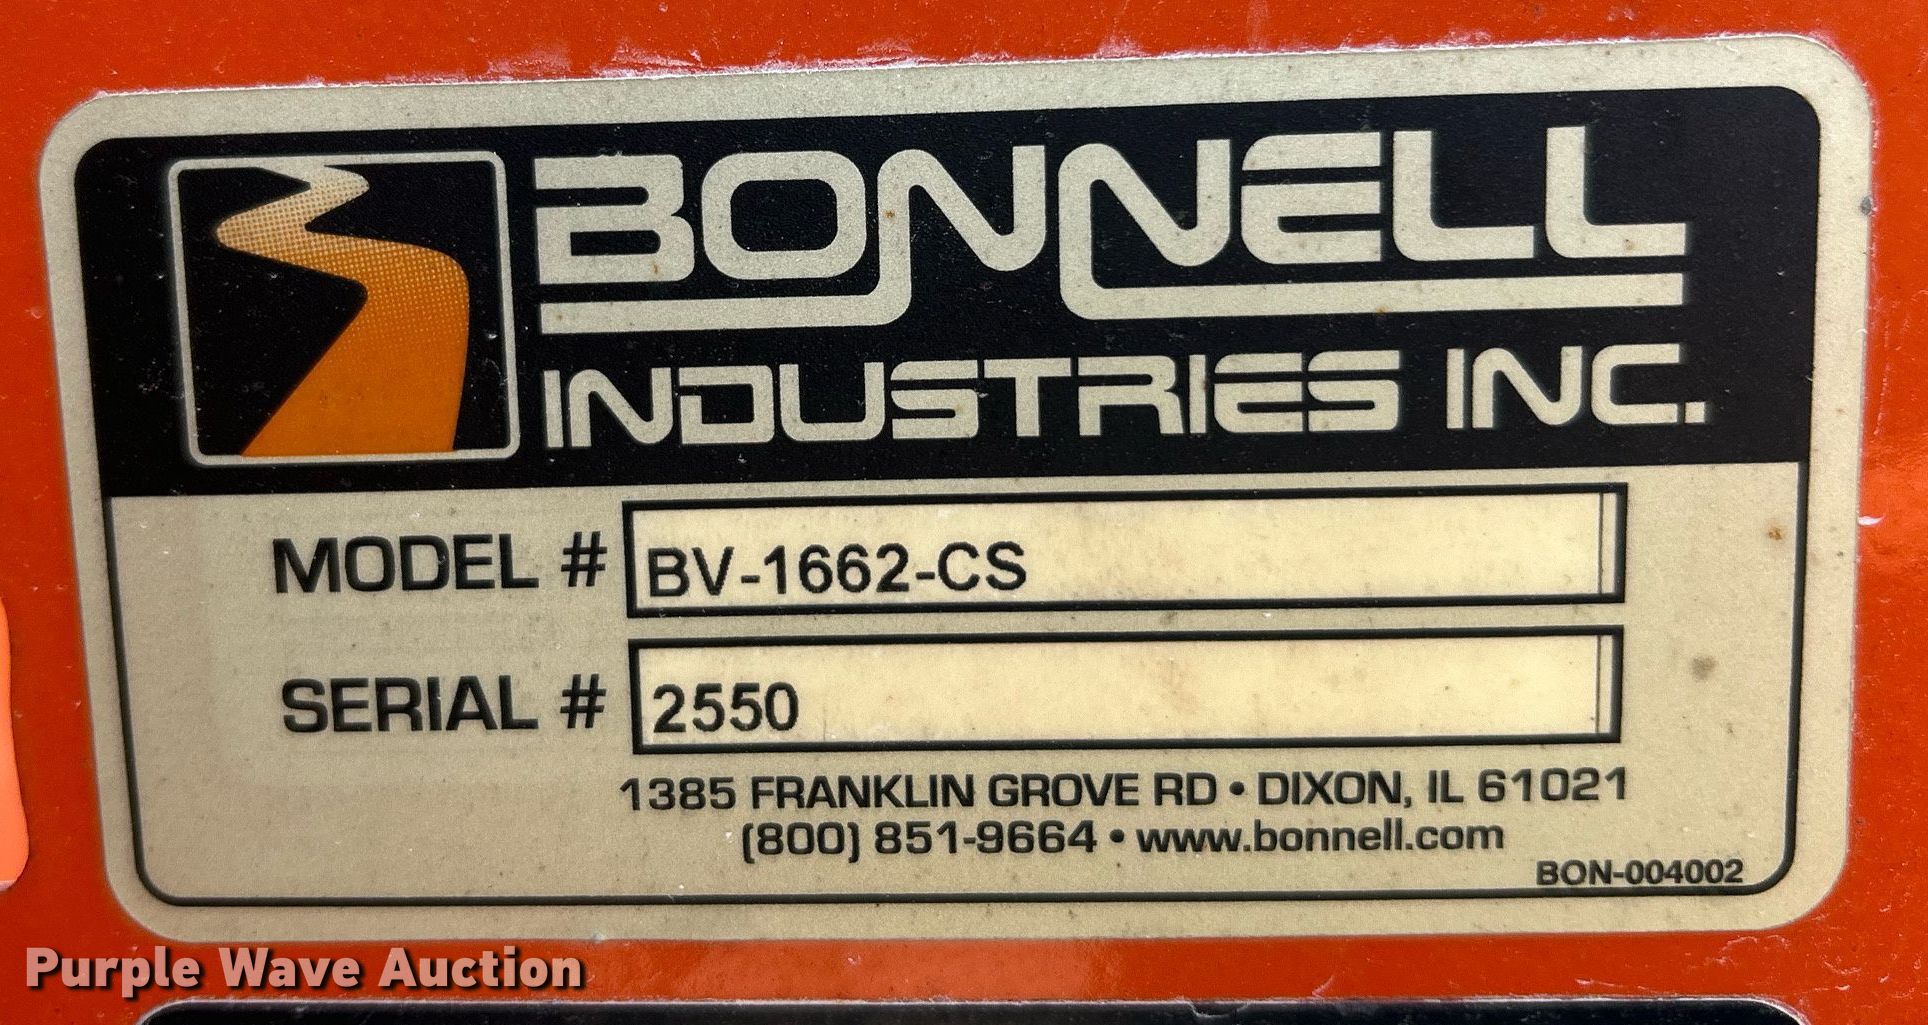 BONNELL
INDUSTRIES INC.
MODEL # BV-1662-CS
SERIAL # 2550
1385 FRANKLIN GROVE RD • DIXON, IL 61021
(800) 851-9664 • www.bonnell.com
BON-004002
Purple Wave Auction